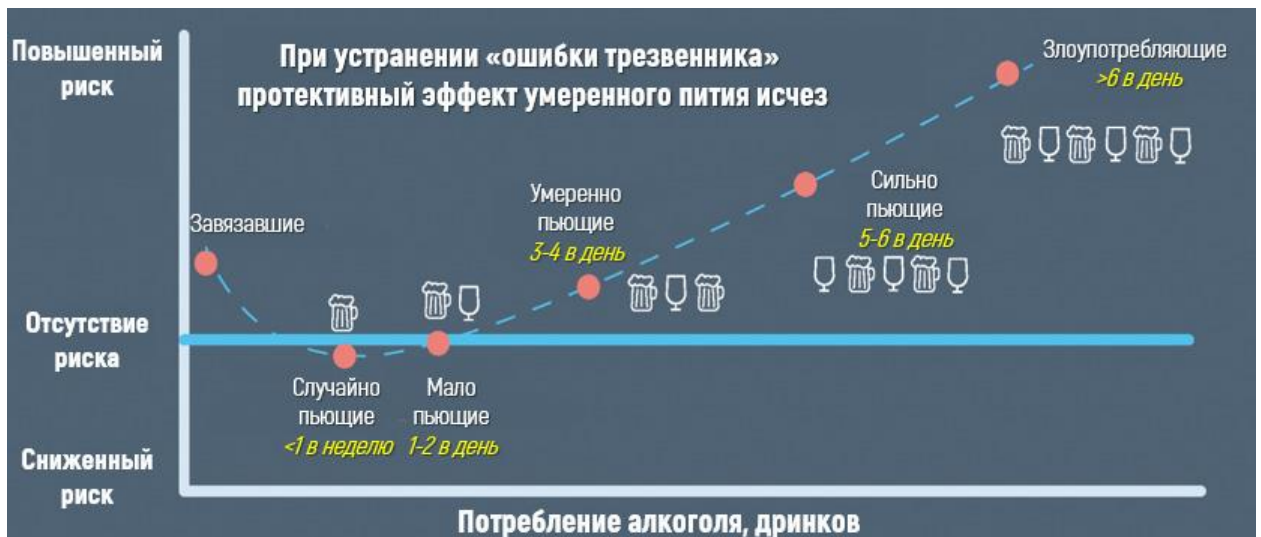 При устранении «ошибки трезвенника»
протективный эффект умеренного пития исчез
Повышенный
риск
Отсутствие
риска
Сниженный
риск
Завязавшие
Случайно
пьющие
<1 в неделю
Мало
пьющие
1-2 в день
Умеренно
пьющие
3-4 в день
Сильно
пьющие
5-6 в день
Злоупотребляющие
>6 в день
Потребление алкоголя, дринков